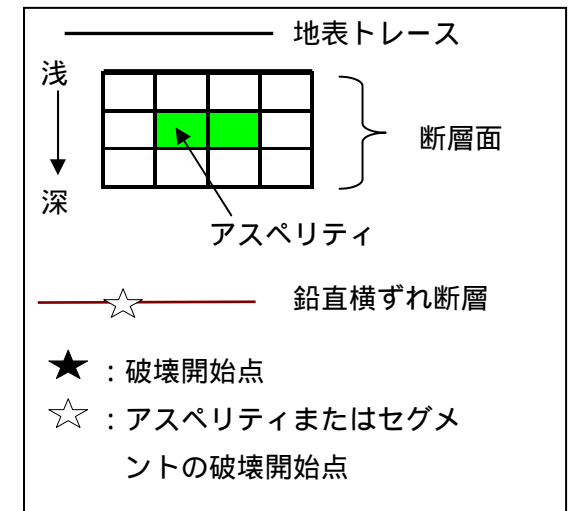 地表トレース
浅
断層面
深
アスペリティ
鉛直横ずれ断層
★：破壊開始点
☆：アスペリティまたはセグメ
ントの破壊開始点